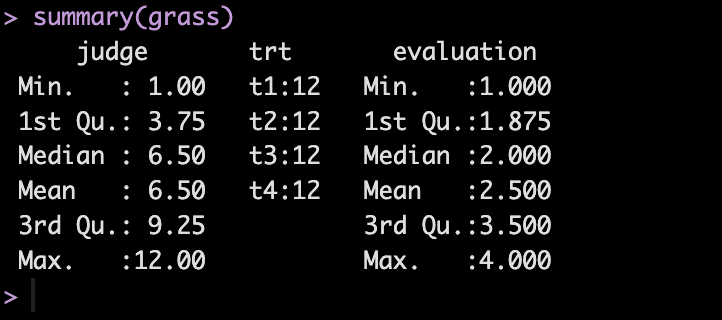 > summary(grass)
     judge        trt       evaluation
 Min.   : 1.00   t1:12   Min.   :1.000
 1st Qu.: 3.75   t2:12   1st Qu.:1.875
 Median : 6.50   t3:12   Median :2.000
 Mean   : 6.50   t4:12   Mean   :2.500
 3rd Qu.: 9.25           3rd Qu.:3.500
 Max.   :12.00           Max.   :4.000
>